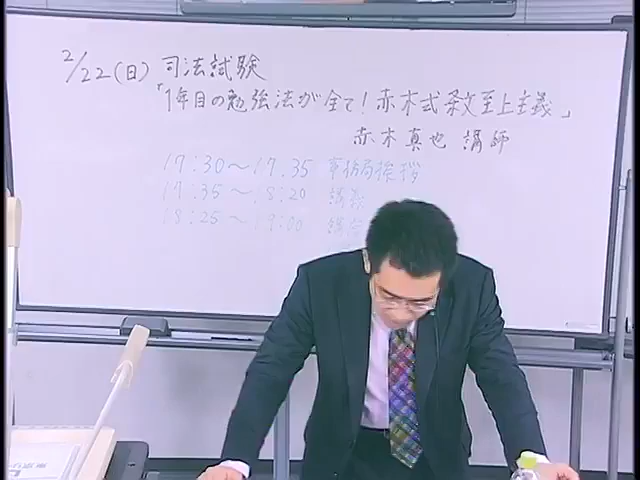 2/22(日) 司法試験
「1年目の勉強法が全て!赤木式条文至上主義」
赤木真也 講師
17:30～17.35 事務局挨拶
17:35～18:20 講義
18:25～19:00 講義